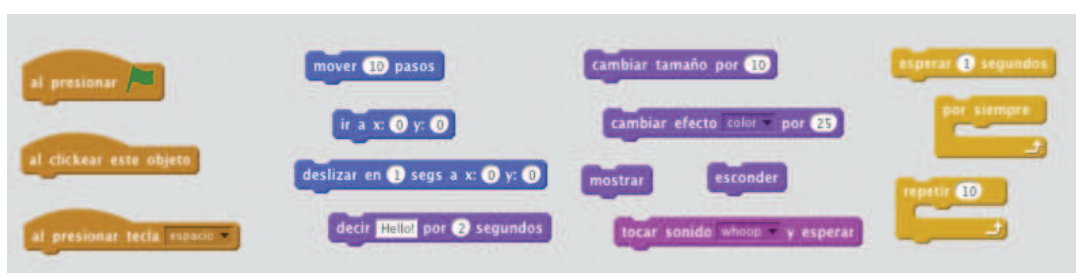 al presionar
al clickear este objeto
al presionar tecla espacio
mover 10 pasos
ir a x: 0 y: 0
deslizar en 1 segs a x: 0 y: 0
decir Hello! por 2 segundos
cambiar tamaño por 10
cambiar efecto color por 25
mostrar
esconder
tocar sonido whoop y esperar
esperar 1 segundos
por siempre
repetir 10